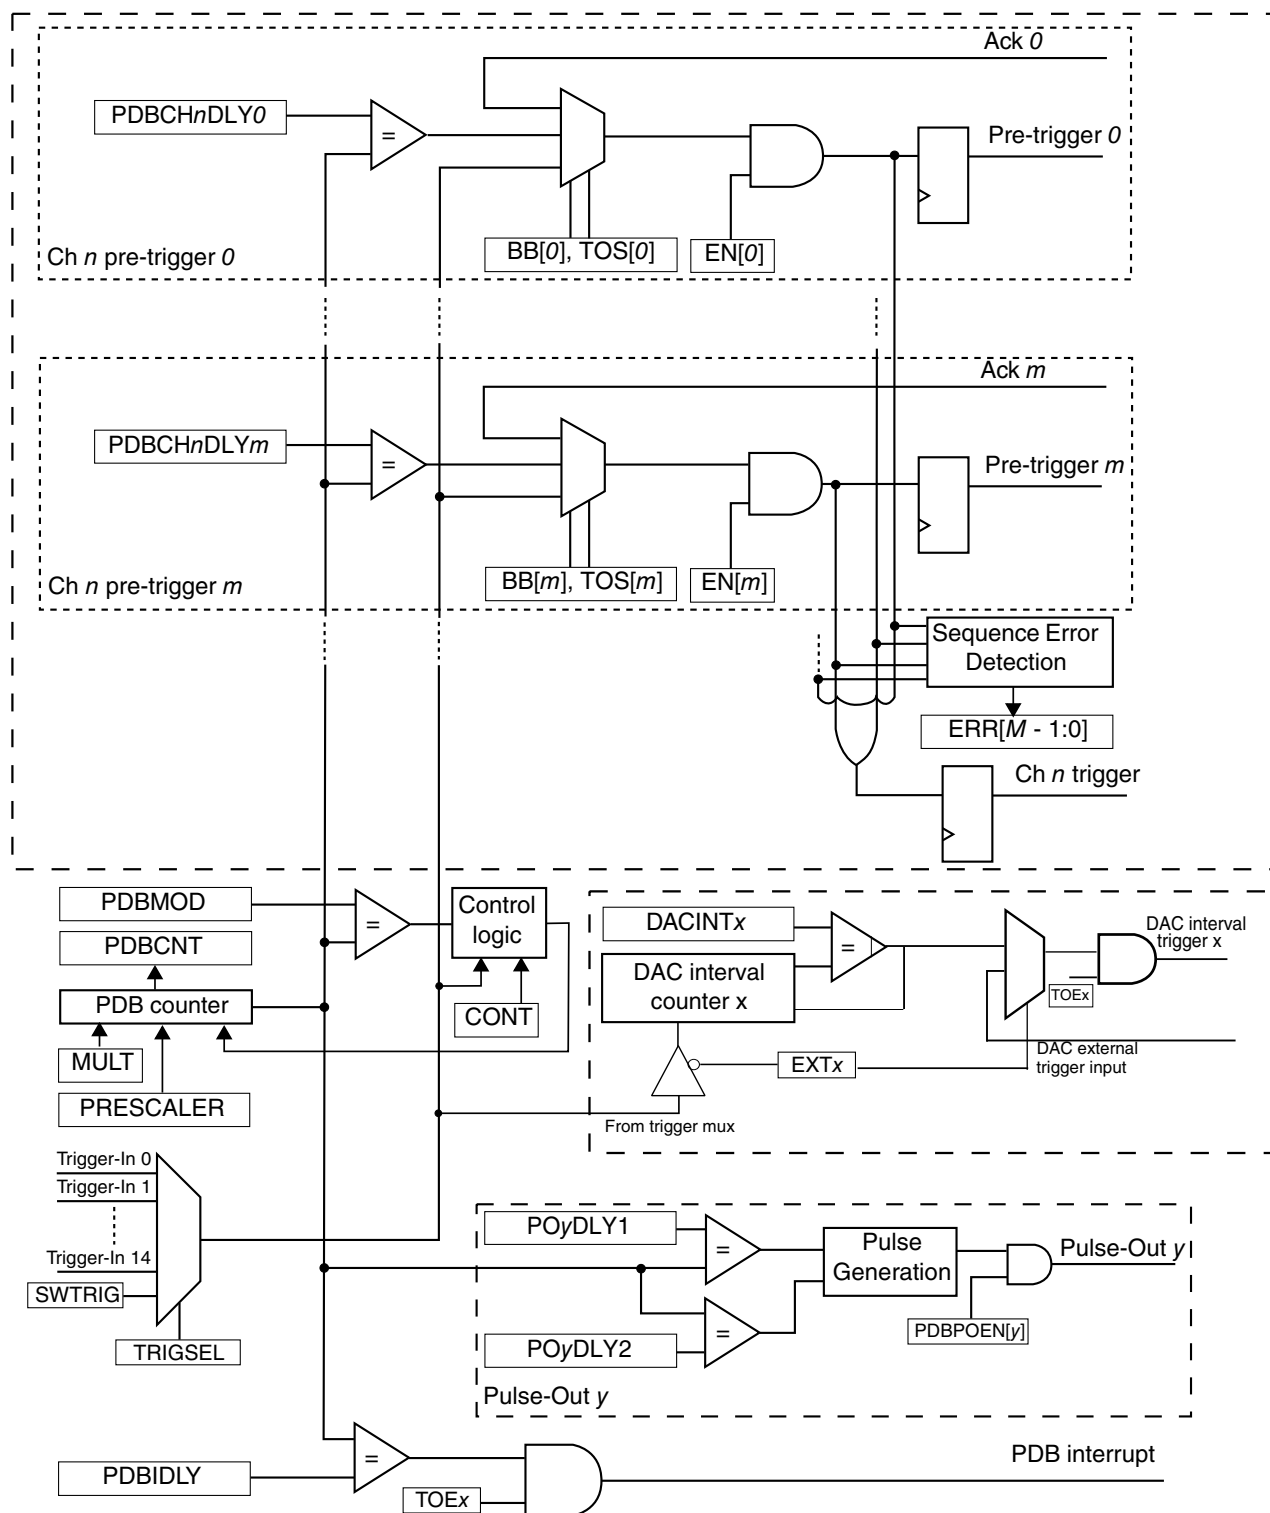 Ack 0
PDBCHnDLY0
=
Pre-trigger 0
BB[0], TOS[0]
EN[0]
Ch n pre-trigger 0
Ack m
PDBCHnDLYm
=
Pre-trigger m
BB[m], TOS[m]
EN[m]
Ch n pre-trigger m
Sequence Error
Detection
ERR[M - 1:0]
Ch n trigger
PDBMOD
=
Control
logic
PDBCNT
PDB counter
CONT
MULT
PRESCALER
DACINTx
=
DAC interval
counter x
DAC interval
trigger x
TOEx
EXTx
DAC external
trigger input
From trigger mux
Trigger-In 0
Trigger-In 1
Trigger-In 14
SWTRIG
TRIGSEL
POyDLY1
=
Pulse
Generation
Pulse-Out y
=
POyDLY2
PDBPOEN[y]
Pulse-Out y
=
PDB interrupt
PDBIDLY
TOEx